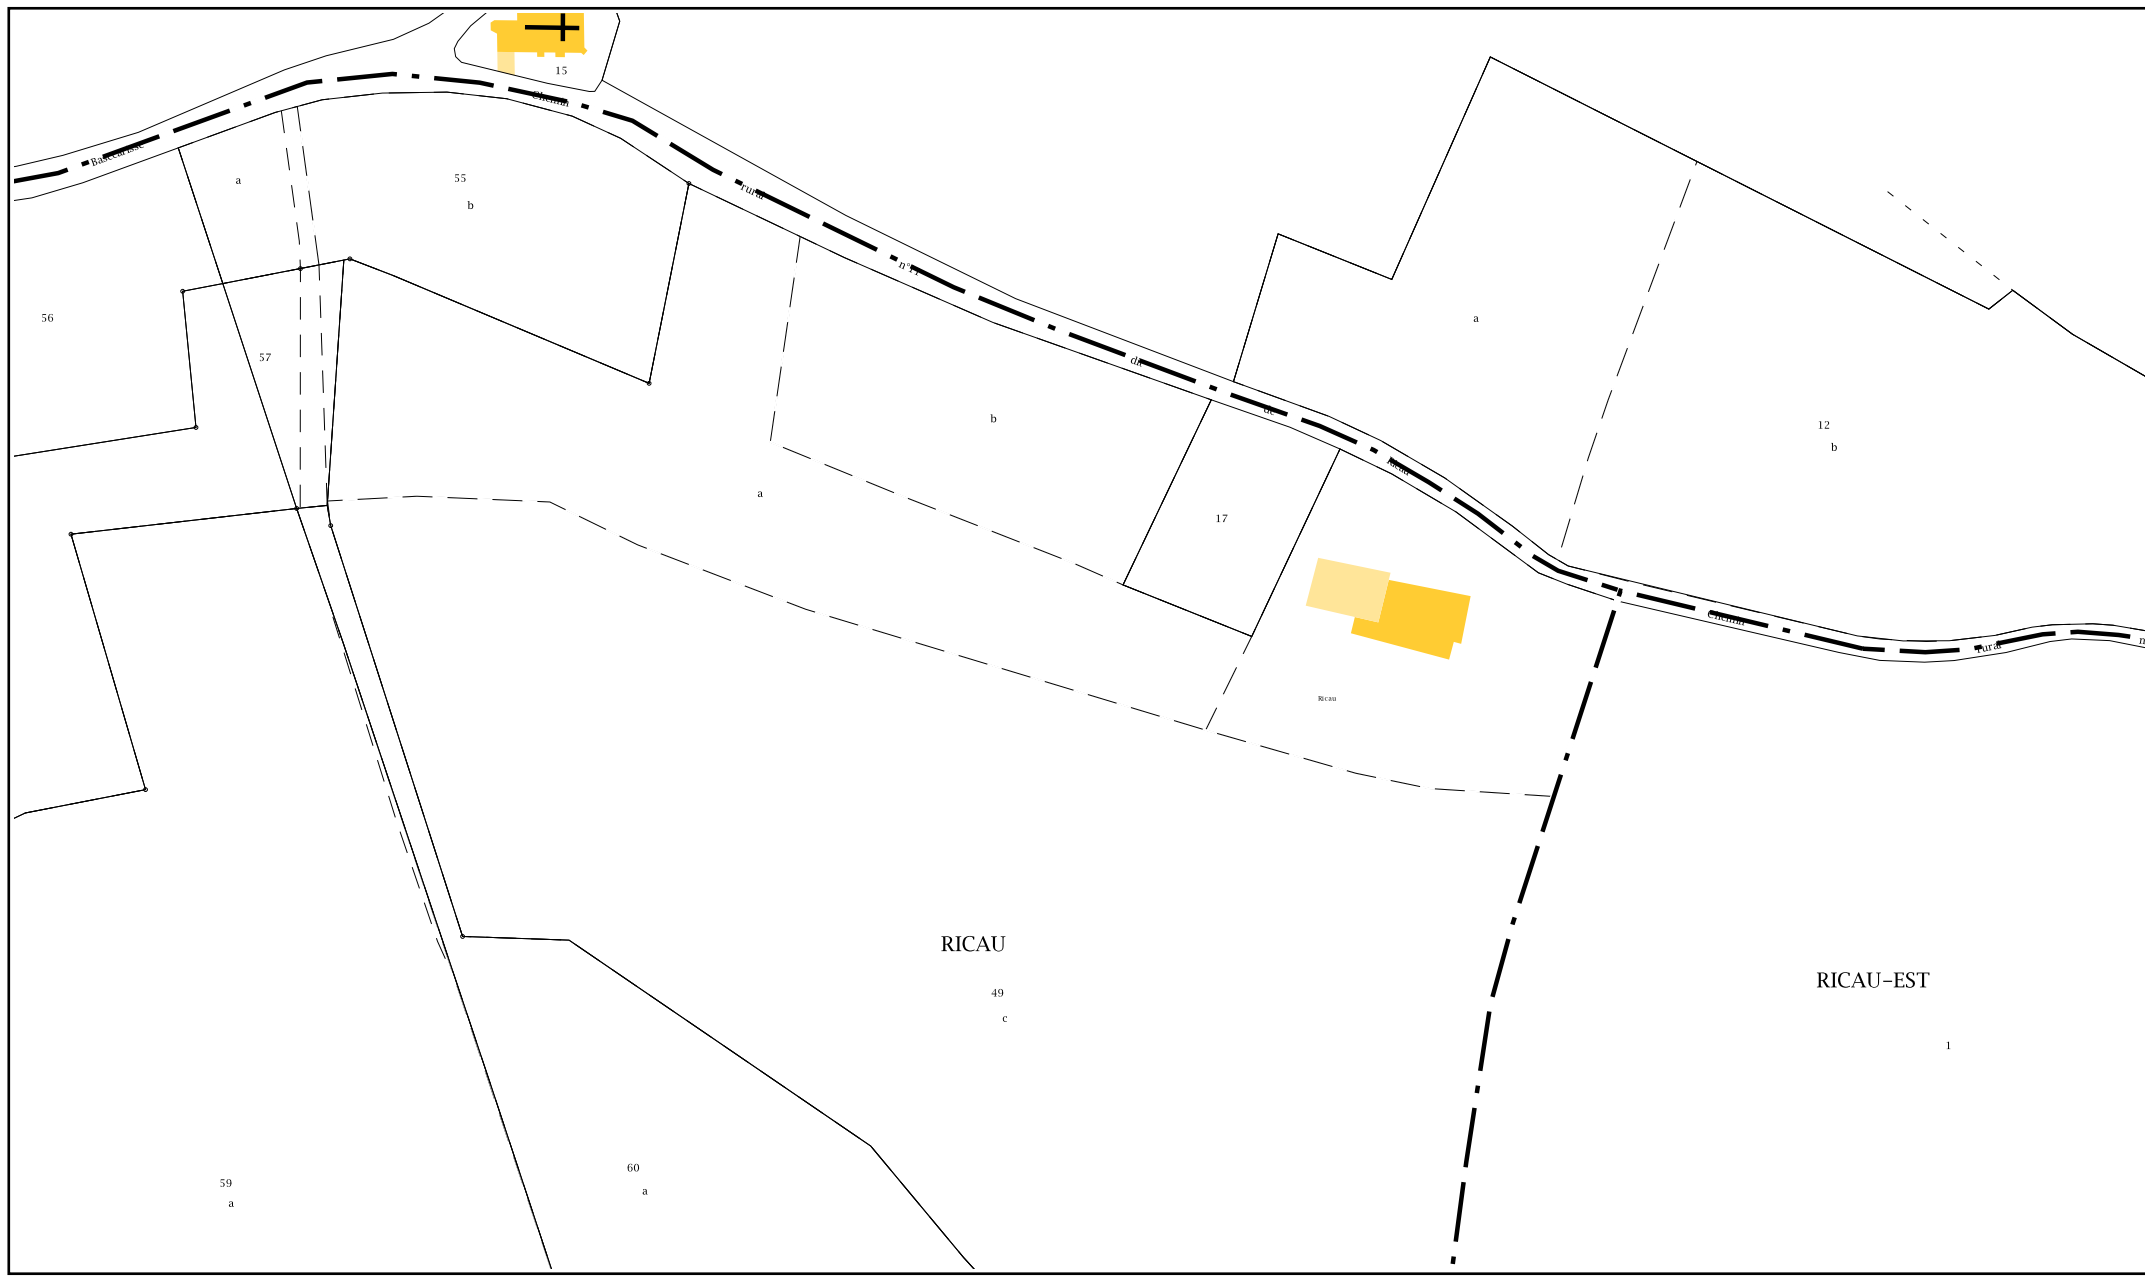 15
Chemin
Bascarisse
a
55
b
rural
n°11
56
57
a
dit
de
12
b
b
Ricau
a
17
Chemin
rural
Ricau
RICAU
RICAU-EST
49
c
1
60
59
a
a